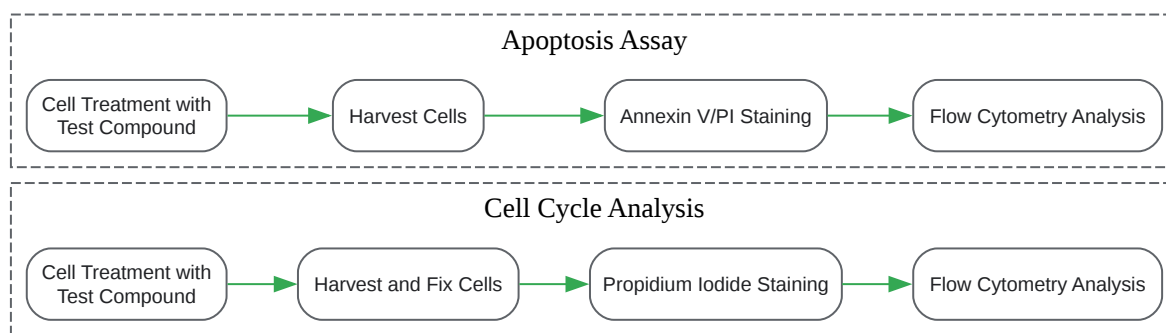 Apoptosis Assay
Cell Treatment with
Test Compound
Harvest Cells
Annexin V/PI Staining
Flow Cytometry Analysis
Cell Cycle Analysis
Cell Treatment with
Test Compound
Harvest and Fix Cells
Propidium Iodide Staining
Flow Cytometry Analysis